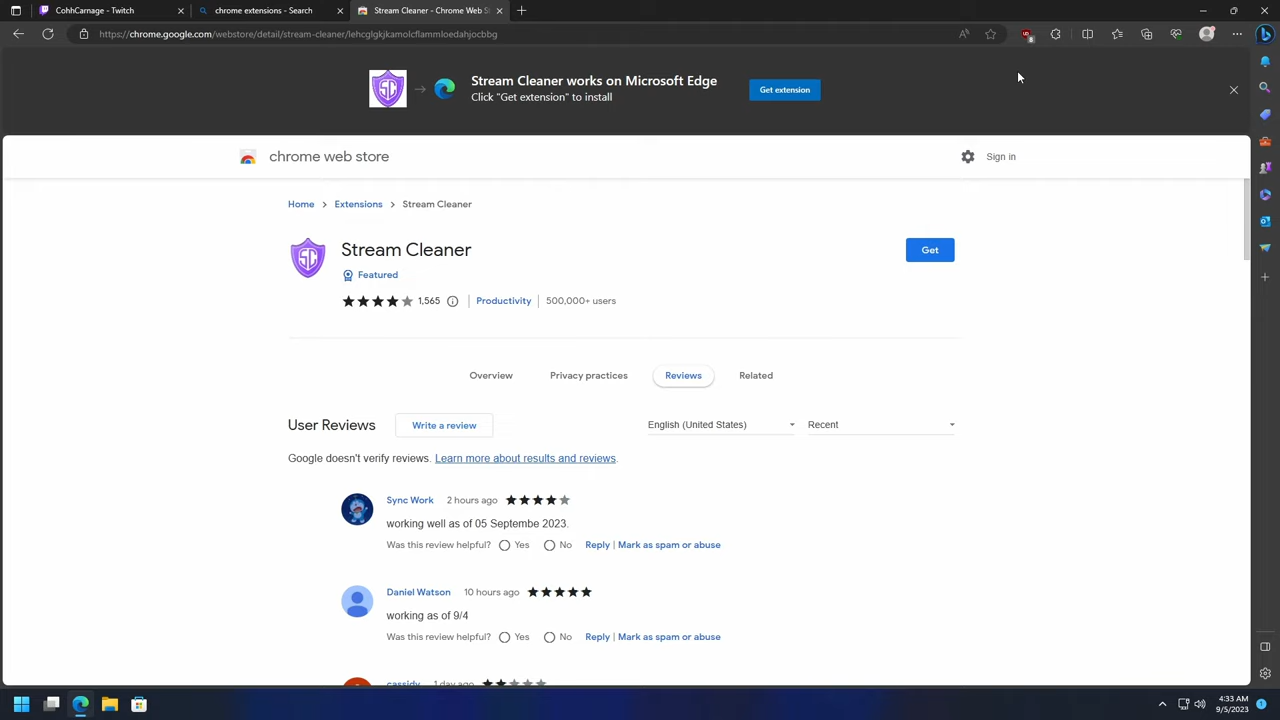 CohhCarnage - Twitch
chrome extensions - Search
Stream Cleaner - Chrome Web S
https://chrome.google.com/webstore/detail/stream-cleaner/lehcglgkjkamolcflammloedahjocbbg
Stream Cleaner works on Microsoft Edge
Click "Get extension" to install
Get extension
chrome web store
Sign in
Home > Extensions > Stream Cleaner
Stream Cleaner
Get
Featured
1,565 | Productivity | 500,000+ users
Overview Privacy practices Reviews Related
User Reviews Write a review English (United States) Recent
Google doesn't verify reviews. Learn more about results and reviews.
Sync Work 2 hours ago
working well as of 05 Septembe 2023.
Was this review helpful? Yes No Reply | Mark as spam or abuse
Daniel Watson 10 hours ago
working as of 9/4
Was this review helpful? Yes No Reply | Mark as spam or abuse
cassidy 1 day ago
4:33 AM
9/5/2023